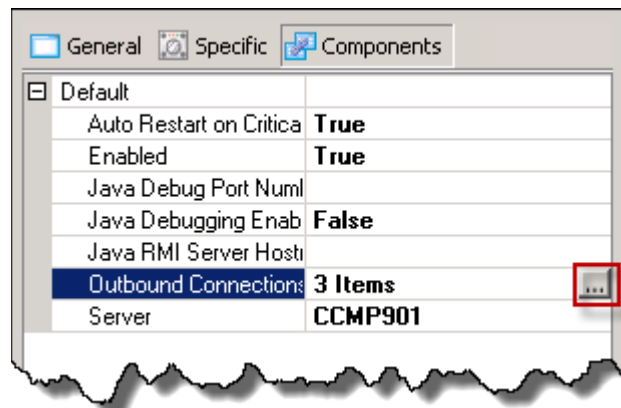 General Specific Components
Default
Auto Restart on Critica True
Enabled True
Java Debug Port Numl
Java Debugging Enab False
Java RMI Server Hosti
Outbound Connections 3 Items ...
Server CCMP901